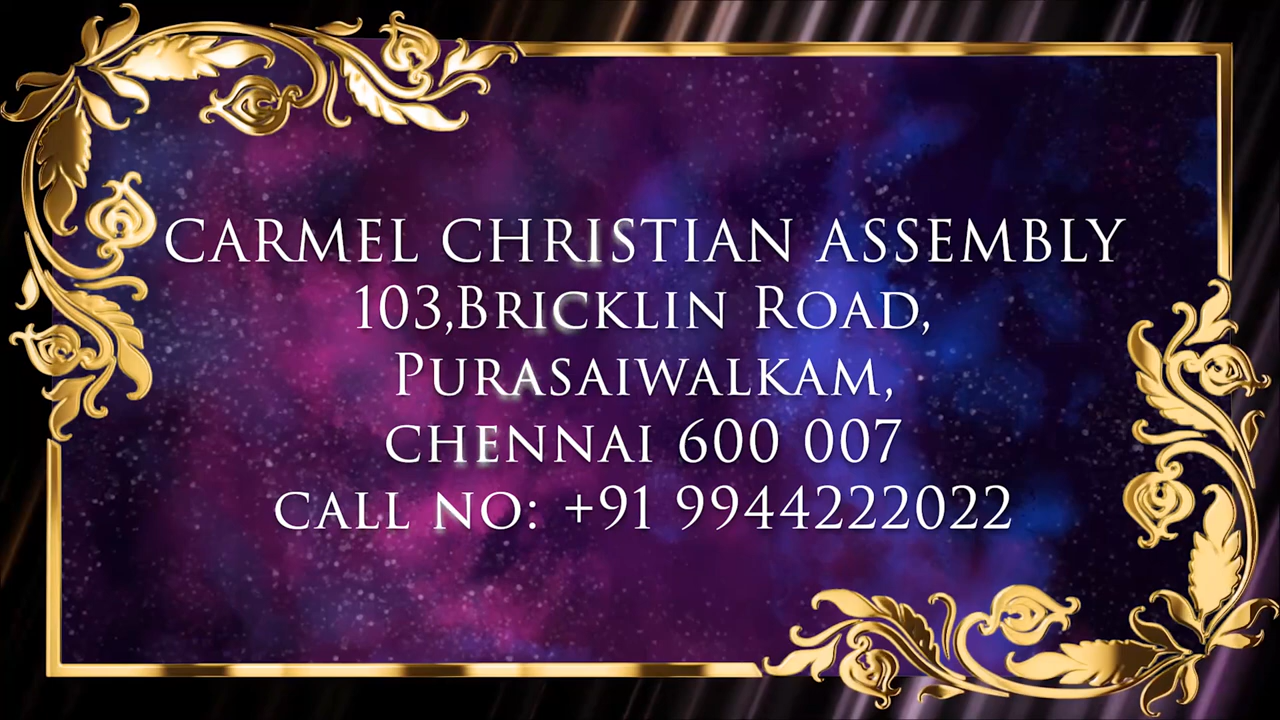 CARMEL CHRISTIAN ASSEMBLY
103,Bricklin Road,
Purasaiwalkam,
chennai 600 007
call no: +91 9944222022